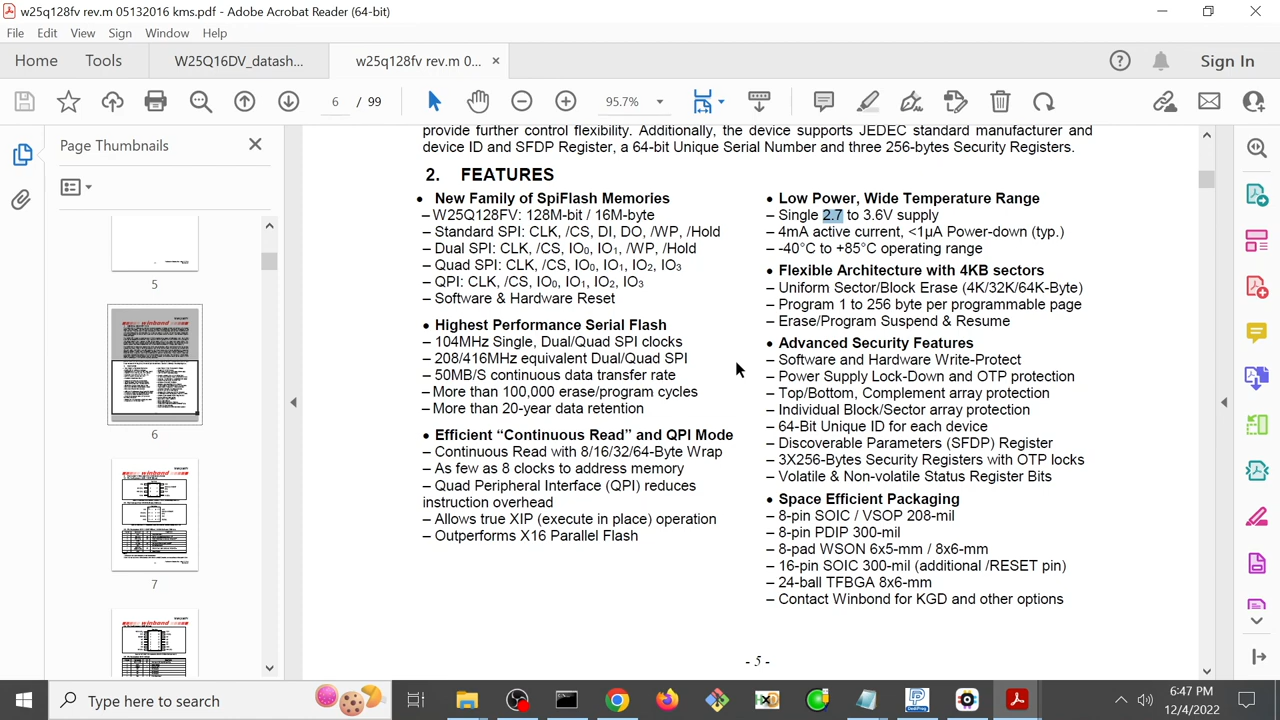 w25q128fv rev.m 05132016 kms.pdf - Adobe Acrobat Reader (64-bit)
File Edit View Sign Window Help
Home Tools W25Q16DV_datash... w25q128fv rev.m 0... Sign In
6 / 99 95.7%
Page Thumbnails
5
6
7
provide further control flexibility. Additionally, the device supports JEDEC standard manufacturer and
device ID and SFDP Register, a 64-bit Unique Serial Number and three 256-bytes Security Registers.
2. FEATURES
• New Family of SpiFlash Memories
– W25Q128FV: 128M-bit / 16M-byte
– Standard SPI: CLK, /CS, DI, DO, /WP, /Hold
– Dual SPI: CLK, /CS, IO₀, IO₁, /WP, /Hold
– Quad SPI: CLK, /CS, IO₀, IO₁, IO₂, IO₃
– QPI: CLK, /CS, IO₀, IO₁, IO₂, IO₃
– Software & Hardware Reset
• Highest Performance Serial Flash
– 104MHz Single, Dual/Quad SPI clocks
– 208/416MHz equivalent Dual/Quad SPI
– 50MB/S continuous data transfer rate
– More than 100,000 erase/program cycles
– More than 20-year data retention
• Efficient “Continuous Read” and QPI Mode
– Continuous Read with 8/16/32/64-Byte Wrap
– As few as 8 clocks to address memory
– Quad Peripheral Interface (QPI) reduces
instruction overhead
– Allows true XIP (execute in place) operation
– Outperforms X16 Parallel Flash
• Low Power, Wide Temperature Range
– Single 2.7 to 3.6V supply
– 4mA active current, <1µA Power-down (typ.)
– -40°C to +85°C operating range
• Flexible Architecture with 4KB sectors
– Uniform Sector/Block Erase (4K/32K/64K-Byte)
– Program 1 to 256 byte per programmable page
– Erase/Program Suspend & Resume
• Advanced Security Features
– Software and Hardware Write-Protect
– Power Supply Lock-Down and OTP protection
– Top/Bottom, Complement array protection
– Individual Block/Sector array protection
– 64-Bit Unique ID for each device
– Discoverable Parameters (SFDP) Register
– 3X256-Bytes Security Registers with OTP locks
– Volatile & Non-volatile Status Register Bits
• Space Efficient Packaging
– 8-pin SOIC / VSOP 208-mil
– 8-pin PDIP 300-mil
– 8-pad WSON 6x5-mm / 8x6-mm
– 16-pin SOIC 300-mil (additional /RESET pin)
– 24-ball TFBGA 8x6-mm
– Contact Winbond for KGD and other options
- 5 -
Type here to search
6:47 PM
12/4/2022